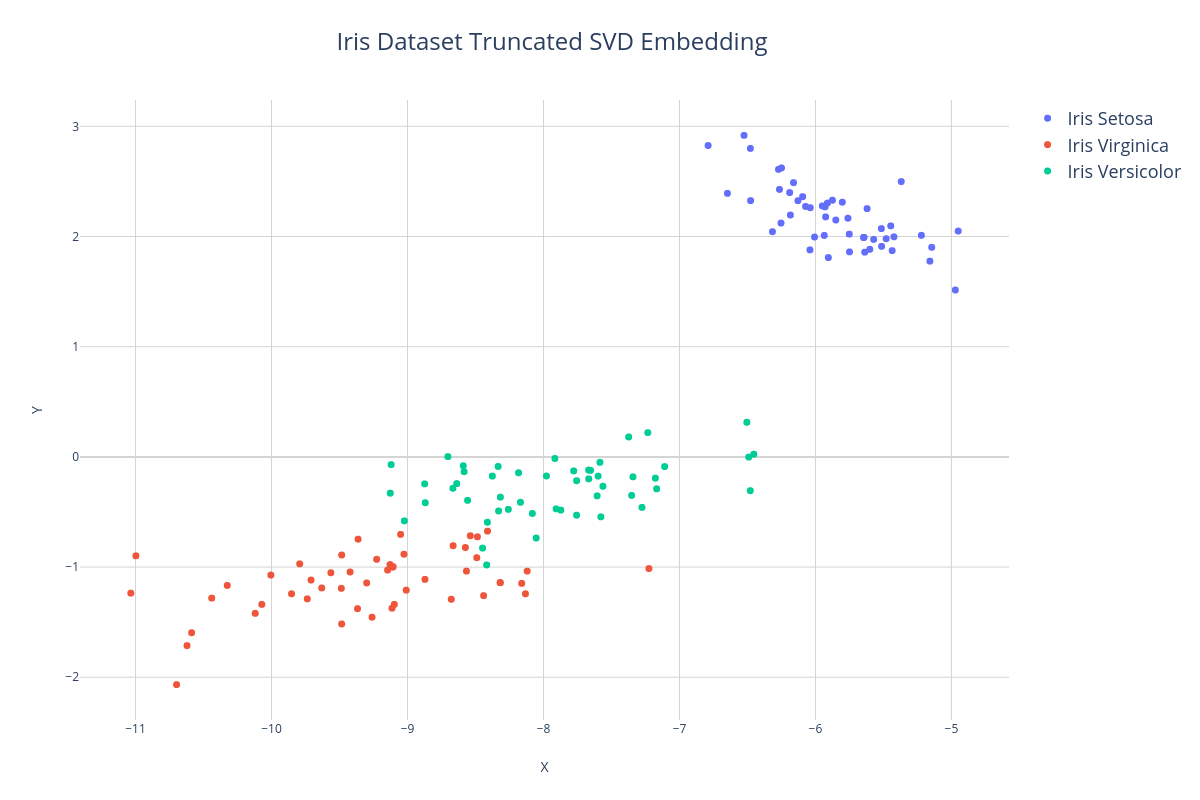 Iris Dataset Truncated SVD Embedding
Iris Setosa
Iris Virginica
Iris Versicolor
3
2
1
0
−1
−2
Y
−11
−10
−9
−8
−7
−6
−5
X